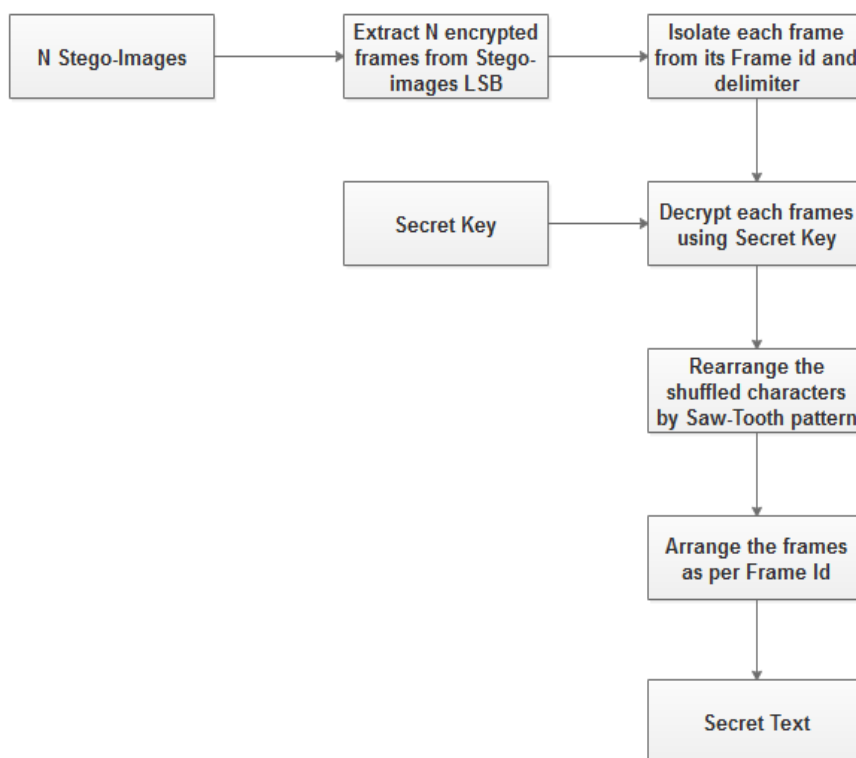 N Stego-Images
Extract N encrypted
frames from Stego-
images LSB
Isolate each frame
from its Frame id and
delimiter
Secret Key
Decrypt each frames
using Secret Key
Rearrange the
shuffled characters
by Saw-Tooth pattern
Arrange the frames
as per Frame Id
Secret Text